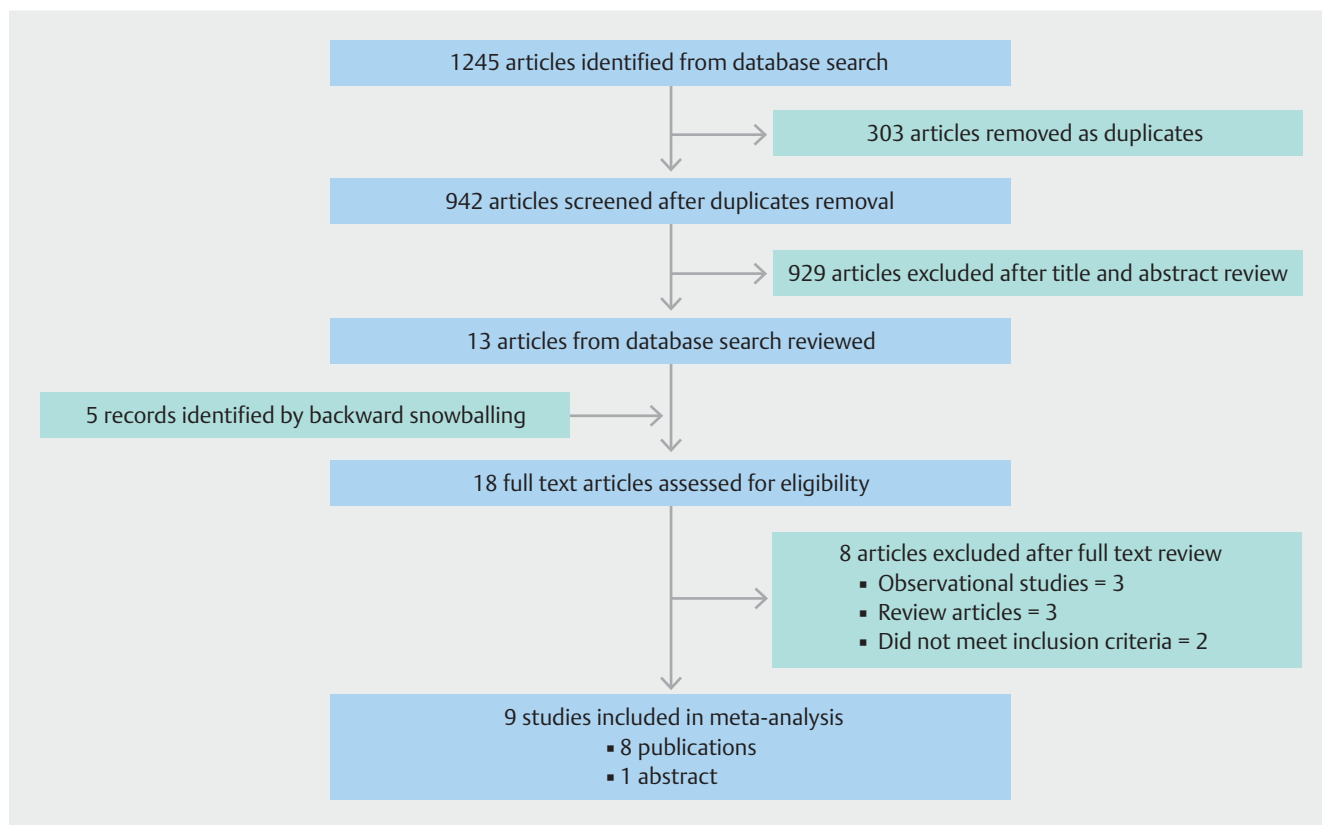 1245 articles identified from database search
303 articles removed as duplicates
942 articles screened after duplicates removal
929 articles excluded after title and abstract review
13 articles from database search reviewed
5 records identified by backward snowballing
18 full text articles assessed for eligibility
8 articles excluded after full text review
▪ Observational studies = 3
▪ Review articles = 3
▪ Did not meet inclusion criteria = 2
9 studies included in meta-analysis
▪ 8 publications
▪ 1 abstract